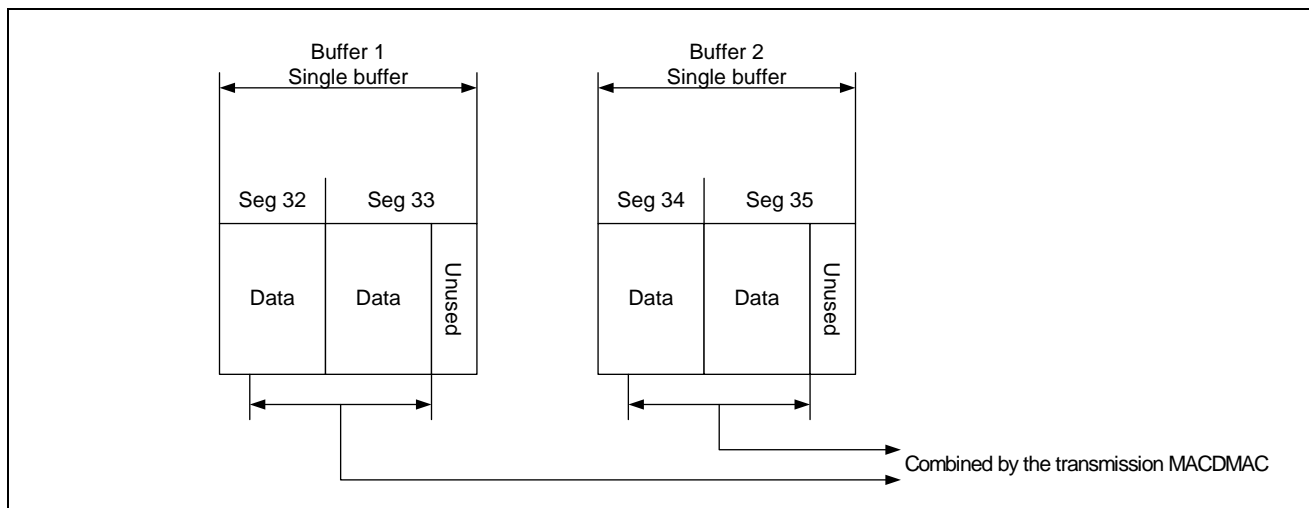 Buffer 1
Single buffer
Buffer 2
Single buffer
Seg 32
Seg 33
Seg 34
Seg 35
Data
Data
Unused
Data
Data
Unused
Combined by the transmission MACDMAC